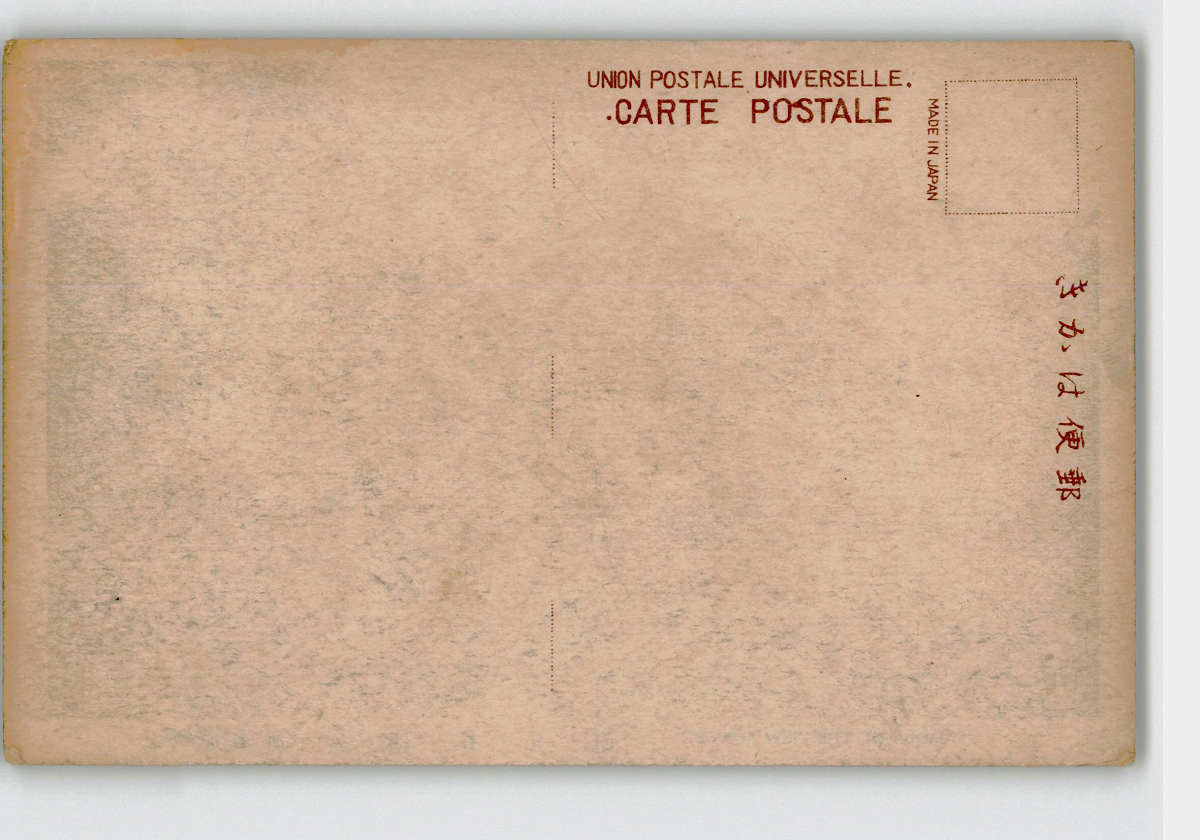 UNION POSTALE UNIVERSELLE.
CARTE POSTALE
MADE IN JAPAN
きかは便郵